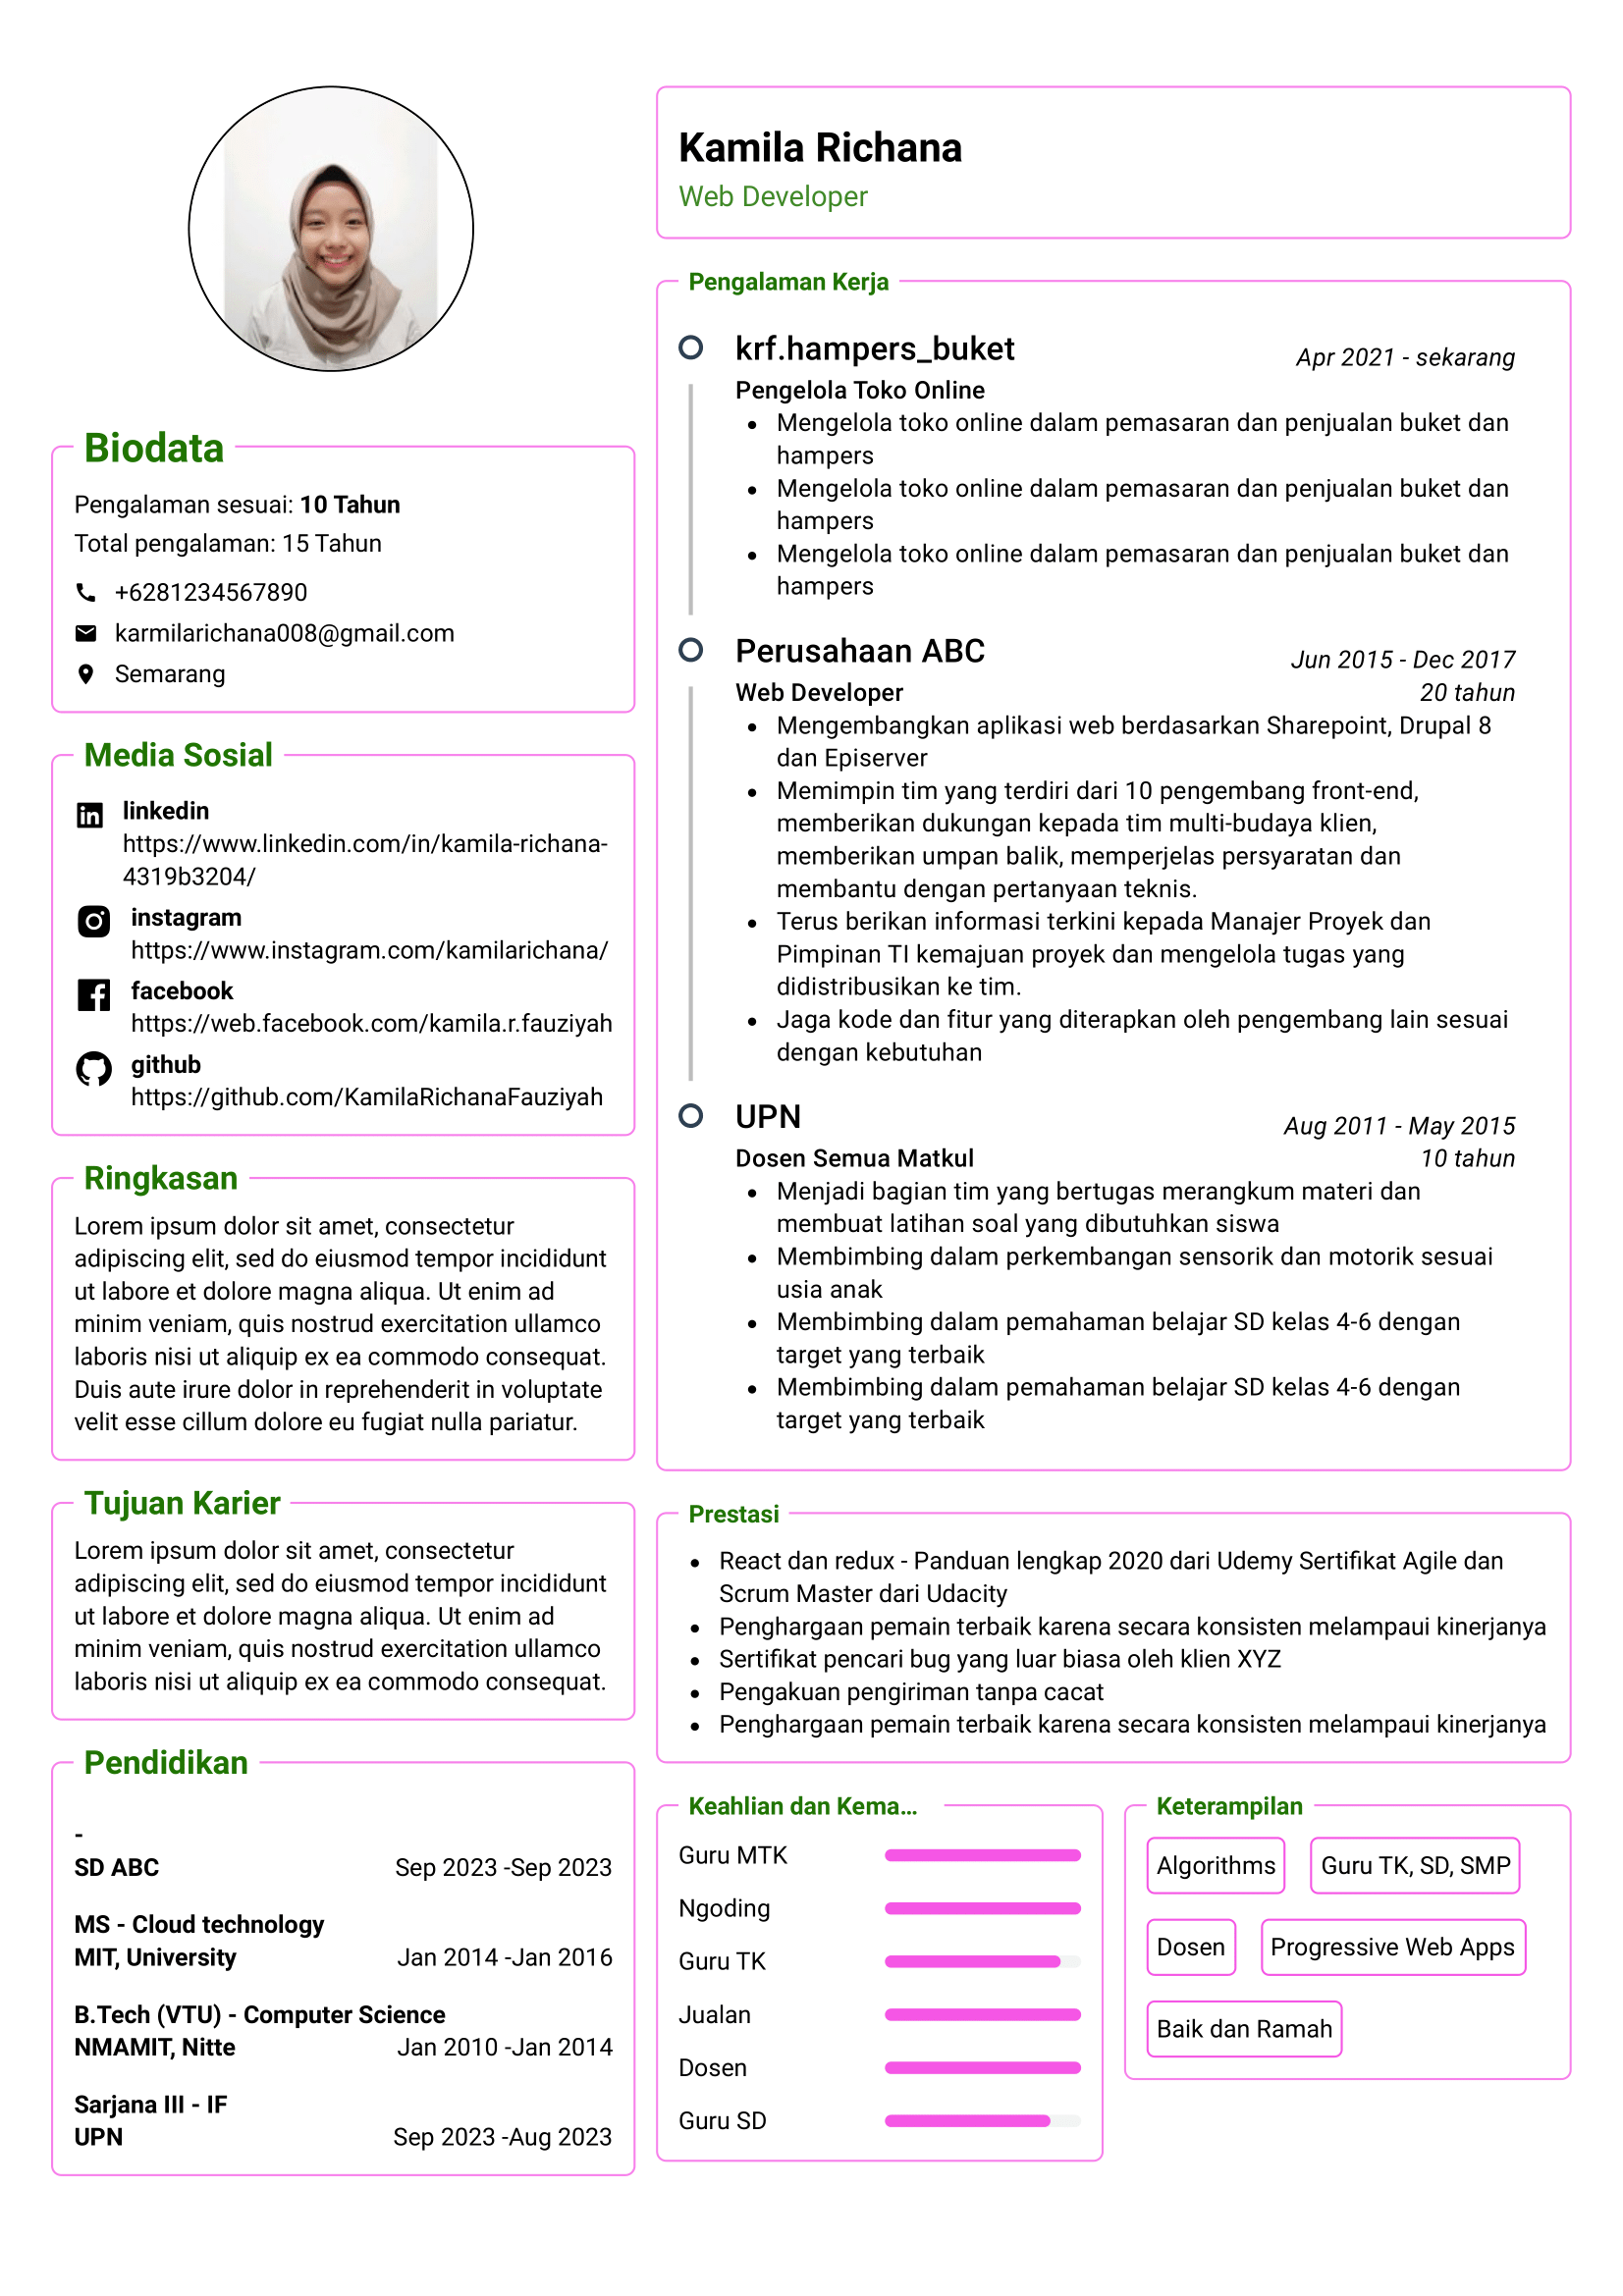 Kamila Richana
Web Developer
Biodata
Pengalaman sesuai: 10 Tahun
Total pengalaman: 15 Tahun
+6281234567890
karmilarichana008@gmail.com
Semarang
Media Sosial
linkedin
https://www.linkedin.com/in/kamila-richana-
4319b3204/
instagram
https://www.instagram.com/kamilarichana/
facebook
https://web.facebook.com/kamila.r.fauziyah
github
https://github.com/KamilaRichanaFauziyah
Ringkasan
Lorem ipsum dolor sit amet, consectetur
adipiscing elit, sed do eiusmod tempor incididunt
ut labore et dolore magna aliqua. Ut enim ad
minim veniam, quis nostrud exercitation ullamco
laboris nisi ut aliquip ex ea commodo consequat.
Duis aute irure dolor in reprehenderit in voluptate
velit esse cillum dolore eu fugiat nulla pariatur.
Tujuan Karier
Lorem ipsum dolor sit amet, consectetur
adipiscing elit, sed do eiusmod tempor incididunt
ut labore et dolore magna aliqua. Ut enim ad
minim veniam, quis nostrud exercitation ullamco
laboris nisi ut aliquip ex ea commodo consequat.
Pendidikan
-
SD ABC Sep 2023 -Sep 2023
MS - Cloud technology
MIT, University Jan 2014 -Jan 2016
B.Tech (VTU) - Computer Science
NMAMIT, Nitte Jan 2010 -Jan 2014
Sarjana III - IF
UPN Sep 2023 -Aug 2023
Pengalaman Kerja
krf.hampers_buket Apr 2021 - sekarang
Pengelola Toko Online
• Mengelola toko online dalam pemasaran dan penjualan buket dan
hampers
• Mengelola toko online dalam pemasaran dan penjualan buket dan
hampers
• Mengelola toko online dalam pemasaran dan penjualan buket dan
hampers
Perusahaan ABC Jun 2015 - Dec 2017
Web Developer 20 tahun
• Mengembangkan aplikasi web berdasarkan Sharepoint, Drupal 8
dan Episerver
• Memimpin tim yang terdiri dari 10 pengembang front-end,
memberikan dukungan kepada tim multi-budaya klien,
memberikan umpan balik, memperjelas persyaratan dan
membantu dengan pertanyaan teknis.
• Terus berikan informasi terkini kepada Manajer Proyek dan
Pimpinan TI kemajuan proyek dan mengelola tugas yang
didistribusikan ke tim.
• Jaga kode dan fitur yang diterapkan oleh pengembang lain sesuai
dengan kebutuhan
UPN Aug 2011 - May 2015
Dosen Semua Matkul 10 tahun
• Menjadi bagian tim yang bertugas merangkum materi dan
membuat latihan soal yang dibutuhkan siswa
• Membimbing dalam perkembangan sensorik dan motorik sesuai
usia anak
• Membimbing dalam pemahaman belajar SD kelas 4-6 dengan
target yang terbaik
• Membimbing dalam pemahaman belajar SD kelas 4-6 dengan
target yang terbaik
Prestasi
• React dan redux - Panduan lengkap 2020 dari Udemy Sertifikat Agile dan
Scrum Master dari Udacity
• Penghargaan pemain terbaik karena secara konsisten melampaui kinerjanya
• Sertifikat pencari bug yang luar biasa oleh klien XYZ
• Pengakuan pengiriman tanpa cacat
• Penghargaan pemain terbaik karena secara konsisten melampaui kinerjanya
Keahlian dan Kema...
Guru MTK
Ngoding
Guru TK
Jualan
Dosen
Guru SD
Keterampilan
Algorithms Guru TK, SD, SMP
Dosen Progressive Web Apps
Baik dan Ramah